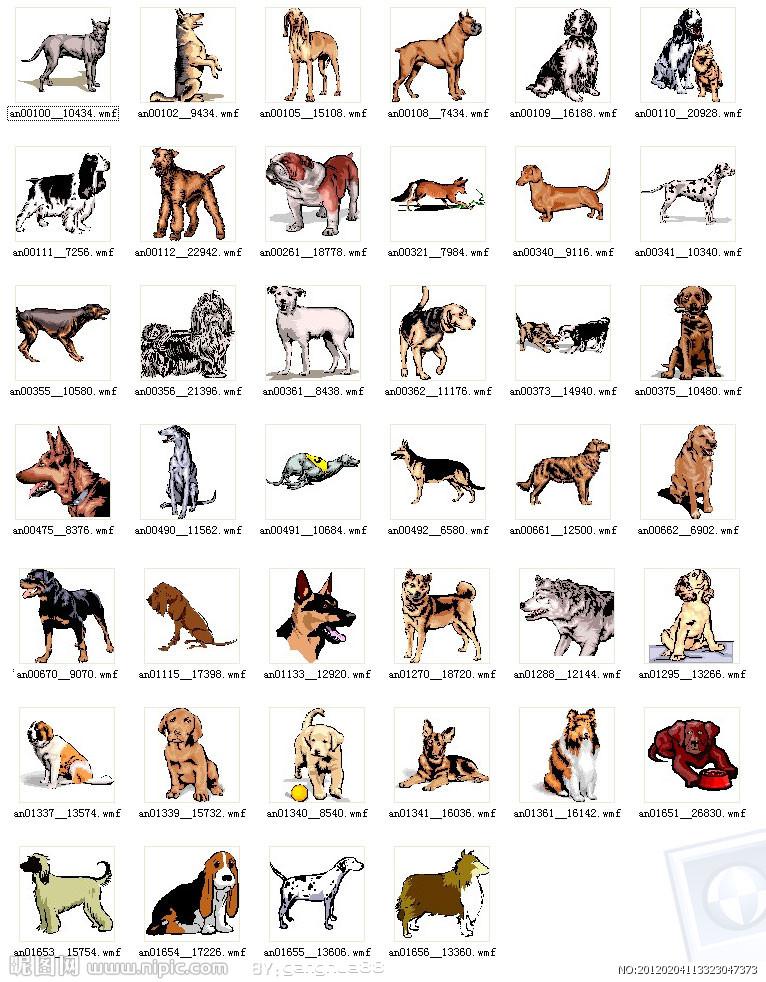 an00100__10434.wmf an00102__9434.wmf an00105__15108.wmf an00108__7434.wmf an00109__16188.wmf an00110__20928.wmf
an00111__7256.wmf an00112__22942.wmf an00261__18778.wmf an00321__7984.wmf an00340__9116.wmf an00341__10340.wmf
an00355__10580.wmf an00356__21396.wmf an00361__8438.wmf an00362__11176.wmf an00373__14940.wmf an00375__10480.wmf
an00475__8376.wmf an00490__11562.wmf an00491__10684.wmf an00492__6580.wmf an00661__12500.wmf an00662__6902.wmf
an00670__9070.wmf an01115__17398.wmf an01133__12920.wmf an01270__18720.wmf an01288__12144.wmf an01295__13266.wmf
an01337__13574.wmf an01339__15732.wmf an01340__8540.wmf an01341__16036.wmf an01361__16142.wmf an01651__26830.wmf
an01653__15754.wmf an01654__17226.wmf an01655__13606.wmf an01656__13360.wmf
昵图网 www.nipic.com BY: NO:20120204113323047373